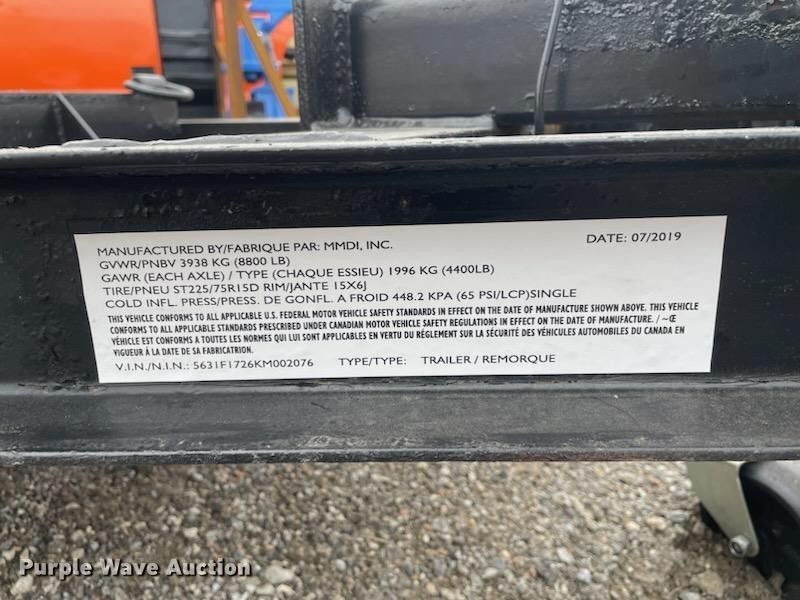 MANUFACTURED BY/FABRIQUE PAR: MMDI, INC. DATE: 07/2019
GVWR/PNBV 3938 KG (8800 LB)
GAWR (EACH AXLE) / TYPE (CHAQUE ESSIEU) 1996 KG (4400LB)
TIRE/PNEU ST225/75R15D RIM/JANTE 15X6J
COLD INFL. PRESS/PRESS. DE GONFL. A FROID 448.2 KPA (65 PSI/LCP)SINGLE
THIS VEHICLE CONFORMS TO ALL APPLICABLE U.S. FEDERAL MOTOR VEHICLE SAFETY STANDARDS IN EFFECT ON THE DATE OF MANUFACTURE SHOWN ABOVE. THIS VEHICLE
CONFORMS TO ALL APPLICABLE STANDARDS PRESCRIBED UNDER CANADIAN MOTOR VEHICLE SAFETY REGULATIONS IN EFFECT ON THE DATE OF MANUFACTURE. / ~Œ
VÉHICLE EST CONFORME A TOUTES LES NORMES QUI LUI SONT APPLICABLES EN VERTU DU RÈGLEMENT SUR LA SÉCURITÉ DES VÉHICULES AUTOMOBILES DU CANADA EN
VIGUEUR À LA DATE DE SA FABRICATRION.
V.I.N./N.I.N.: 5631F1726KM002076 TYPE/TYPE: TRAILER / REMORQUE
Purple Wave Auction